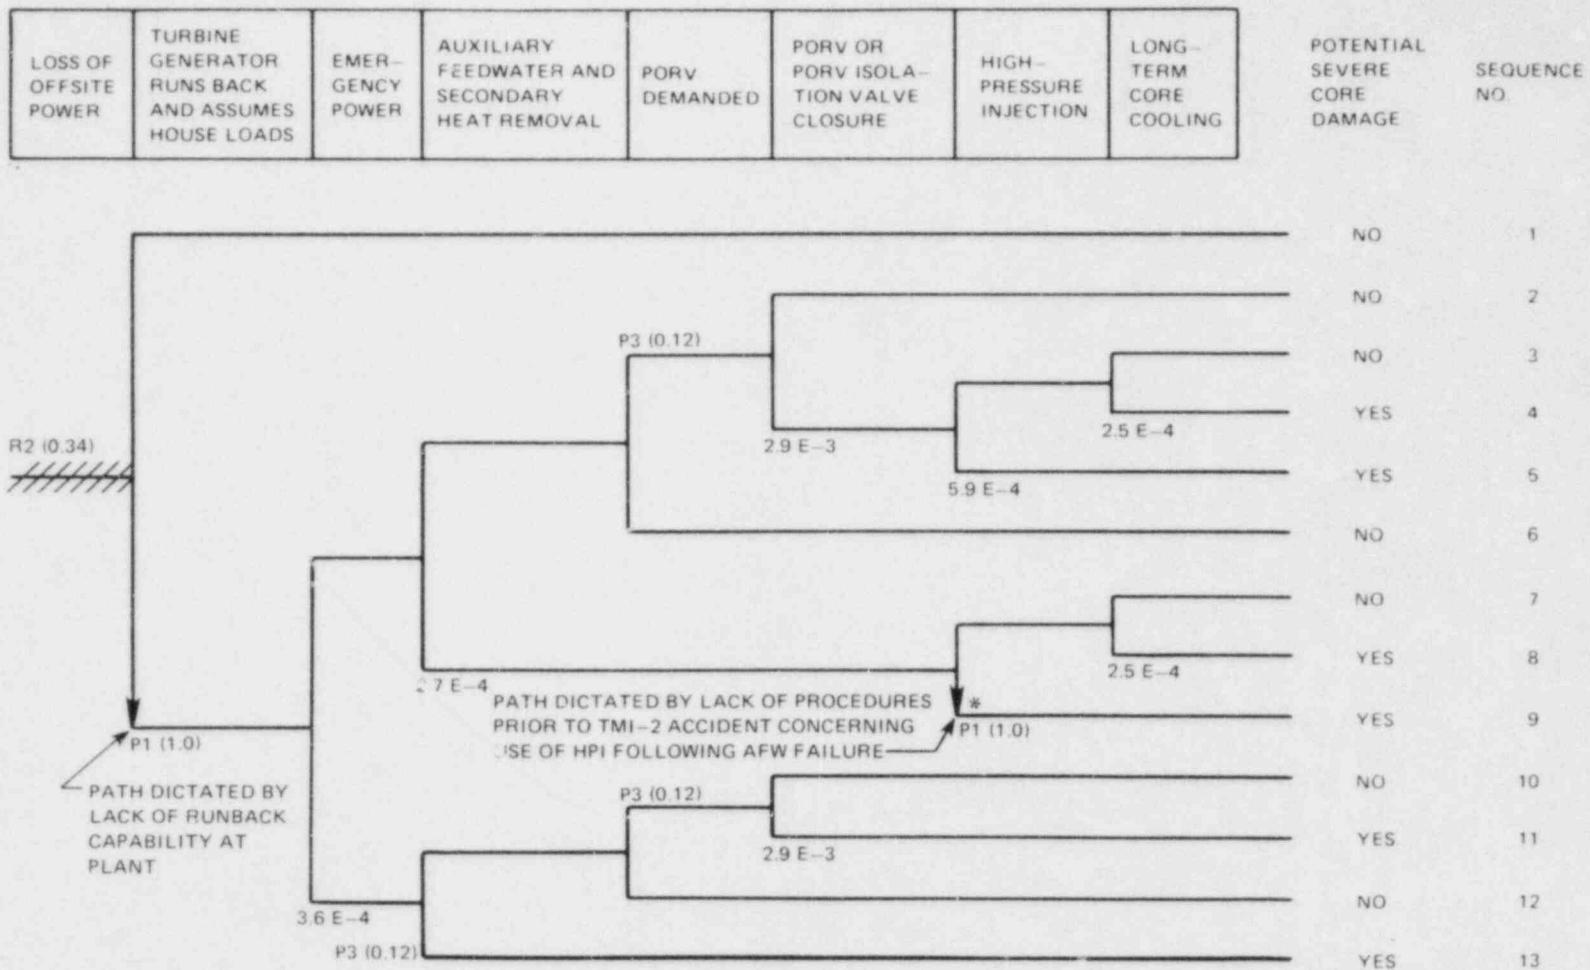 LOSS OF
OFFSITE
POWER
TURBINE
GENERATOR
RUNS BACK
AND ASSUMES
HOUSE LOADS
EMER-
GENCY
POWER
AUXILIARY
FEEDWATER AND
SECONDARY
HEAT REMOVAL
PORV
DEMANDED
PORV OR
PORV ISOLA-
TION VALVE
CLOSURE
HIGH-
PRESSURE
INJECTION
LONG-
TERM
CORE
COOLING
POTENTIAL
SEVERE
CORE
DAMAGE
SEQUENCE
NO.
NO 1
NO 2
P3 (0.12)
NO 3
YES 4
R2 (0.34)
2.9 E-3
2.5 E-4
YES 5
5.9 E-4
NO 6
NO 7
YES 8
2.5 E-4
7 E-4
PATH DICTATED BY LACK OF PROCEDURES
PRIOR TO TMI-2 ACCIDENT CONCERNING
USE OF HPI FOLLOWING AFW FAILURE
*
P1 (1.0)
YES 9
P1 (1.0)
PATH DICTATED BY
LACK OF RUNBACK
CAPABILITY AT
PLANT
P3 (0.12)
NO 10
YES 11
2.9 E-3
NO 12
3.6 E-4
P3 (0.12)
YES 13